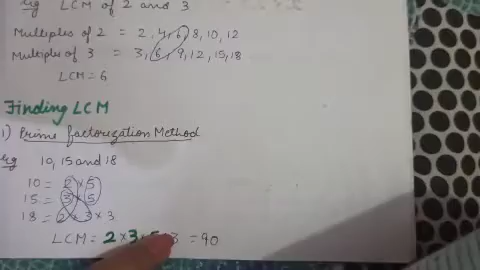 eg LCM of 2 and 3
Multiples of 2 = 2, 4, 6, 8, 10, 12
Multiples of 3 = 3, 6, 9, 12, 15, 18
LCM = 6
Finding LCM
1) Prime factorization Method
eg 10, 15 and 18
10 = 2 × 5
15 = 3 × 5
18 = 2 × 3 × 3
LCM = 2 × 3 × 5 × 3 = 90